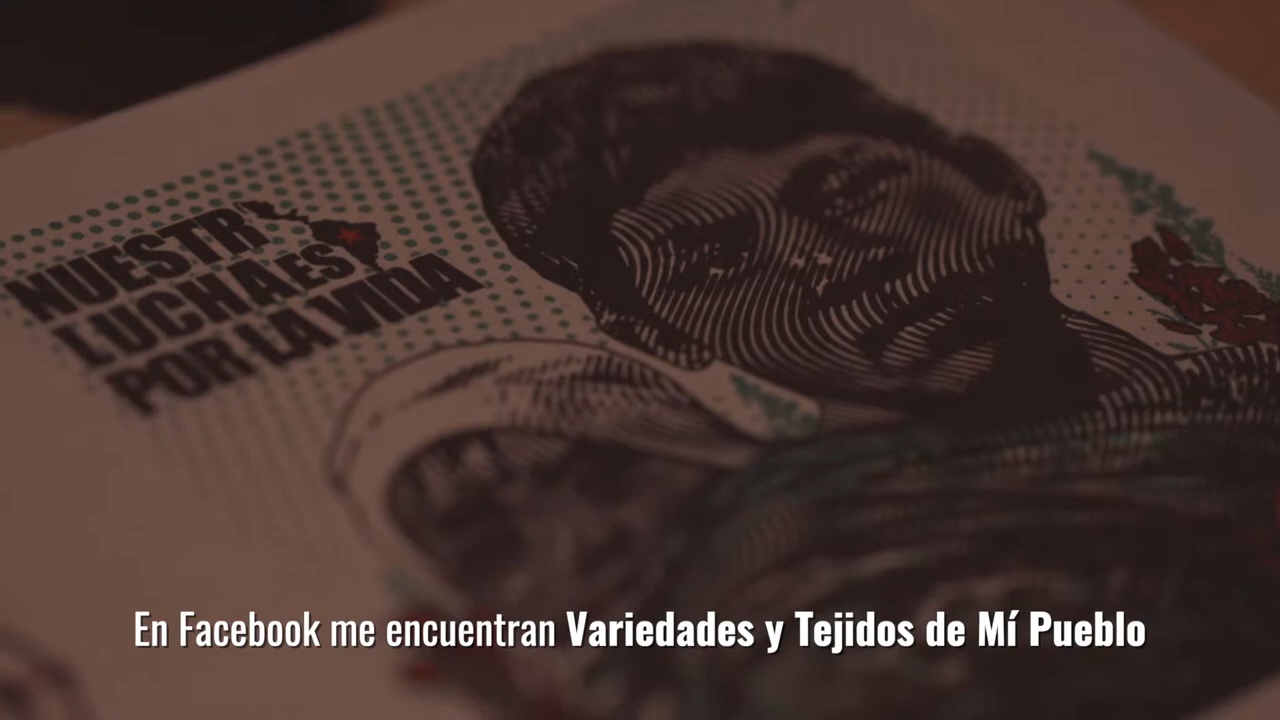 NUESTR
LUCHA ES
POR LA VIDA
En Facebook me encuentran Variedades y Tejidos de Mí Pueblo